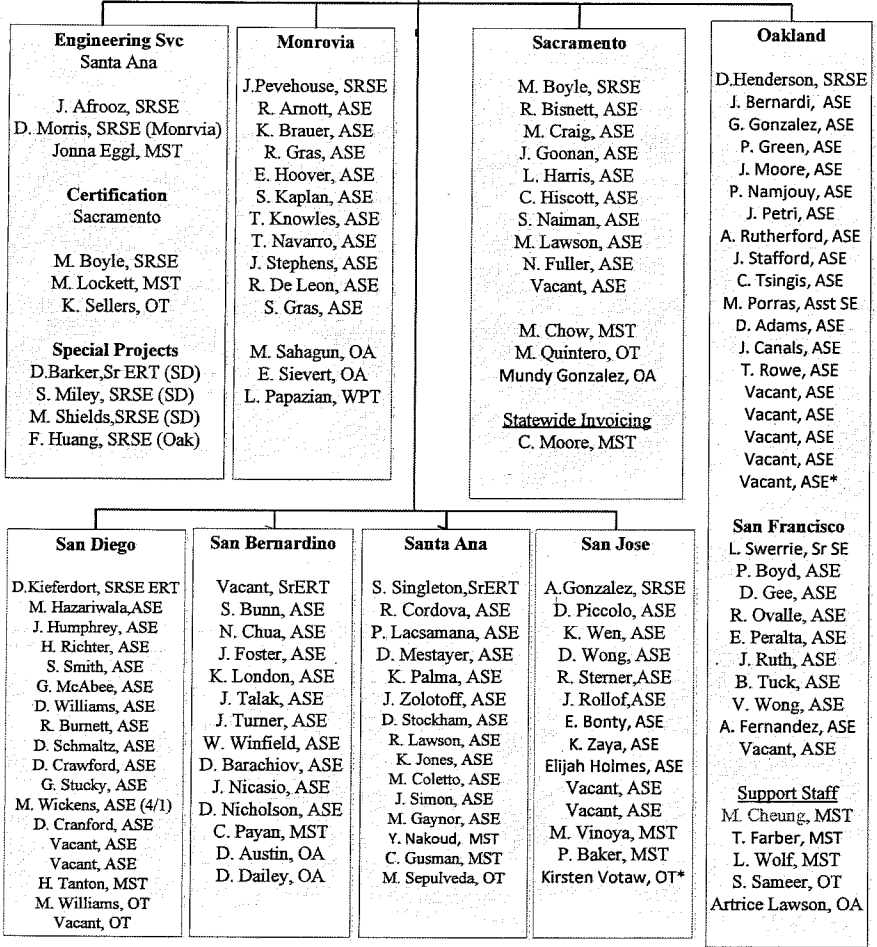 Engineering Svc
Santa Ana
J. Afrooz, SRSE
D. Morris, SRSE (Monrvia)
Jonna Eggl, MST
Certification
Sacramento
M. Boyle, SRSE
M. Lockett, MST
K. Sellers, OT
Special Projects
D.Barker,Sr ERT (SD)
S. Miley, SRSE (SD)
M. Shields,SRSE (SD)
F. Huang, SRSE (Oak)
Monrovia
J.Pevehouse, SRSE
R. Arnott, ASE
K. Brauer, ASE
R. Gras, ASE
E. Hoover, ASE
S. Kaplan, ASE
T. Knowles, ASE
T. Navarro, ASE
J. Stephens, ASE
R. De Leon, ASE
S. Gras, ASE
M. Sahagun, OA
E. Sievert, OA
L. Papazian, WPT
Sacramento
M. Boyle, SRSE
R. Bisnett, ASE
M. Craig, ASE
J. Goonan, ASE
L. Harris, ASE
C. Hiscott, ASE
S. Naiman, ASE
M. Lawson, ASE
N. Fuller, ASE
Vacant, ASE
M. Chow, MST
M. Quintero, OT
Mundy Gonzalez, OA
Statewide Invoicing
C. Moore, MST
Oakland
D.Henderson, SRSE
J. Bernardi, ASE
G. Gonzalez, ASE
P. Green, ASE
J. Moore, ASE
P. Namjouy, ASE
J. Petri, ASE
A. Rutherford, ASE
J. Stafford, ASE
C. Tsingis, ASE
M. Porras, Asst SE
D. Adams, ASE
J. Canals, ASE
T. Rowe, ASE
Vacant, ASE
Vacant, ASE
Vacant, ASE
Vacant, ASE
Vacant, ASE*
San Francisco
L. Swerrie, Sr SE
P. Boyd, ASE
D. Gee, ASE
R. Ovalle, ASE
E. Peralta, ASE
J. Ruth, ASE
B. Tuck, ASE
V. Wong, ASE
A. Fernandez, ASE
Vacant, ASE
Support Staff
M. Cheung, MST
T. Farber, MST
L. Wolf, MST
S. Sameer, OT
Artrice Lawson, OA
San Diego
D.Kieferdort, SRSE ERT
M. Hazariwala,ASE
J. Humphrey, ASE
H. Richter, ASE
S. Smith, ASE
G. McAbee, ASE
D. Williams, ASE
R. Burnett, ASE
D. Schmaltz, ASE
D. Crawford, ASE
G. Stucky, ASE
M. Wickens, ASE (4/1)
D. Cranford, ASE
Vacant, ASE
Vacant, ASE
H. Tanton, MST
M. Williams, OT
Vacant, OT
San Bernardino
Vacant, SrERT
S. Bunn, ASE
N. Chua, ASE
J. Foster, ASE
K. London, ASE
J. Talak, ASE
J. Turner, ASE
W. Winfield, ASE
D. Barachiov, ASE
J. Nicasio, ASE
D. Nicholson, ASE
C. Payan, MST
D. Austin, OA
D. Dailey, OA
Santa Ana
S. Singleton,SrERT
R. Cordova, ASE
P. Lacsamana, ASE
D. Mestayer, ASE
K. Palma, ASE
J. Zolotoff, ASE
D. Stockham, ASE
R. Lawson, ASE
K. Jones, ASE
M. Coletto, ASE
J. Simon, ASE
M. Gaynor, ASE
Y. Nakoud, MST
C. Gusman, MST
M. Sepulveda, OT
San Jose
A.Gonzalez, SRSE
D. Piccolo, ASE
K. Wen, ASE
D. Wong, ASE
R. Sterner,ASE
J. Rollof,ASE
E. Bonty, ASE
K. Zaya, ASE
Elijah Holmes, ASE
Vacant, ASE
Vacant, ASE
M. Vinoya, MST
P. Baker, MST
Kirsten Votaw, OT*